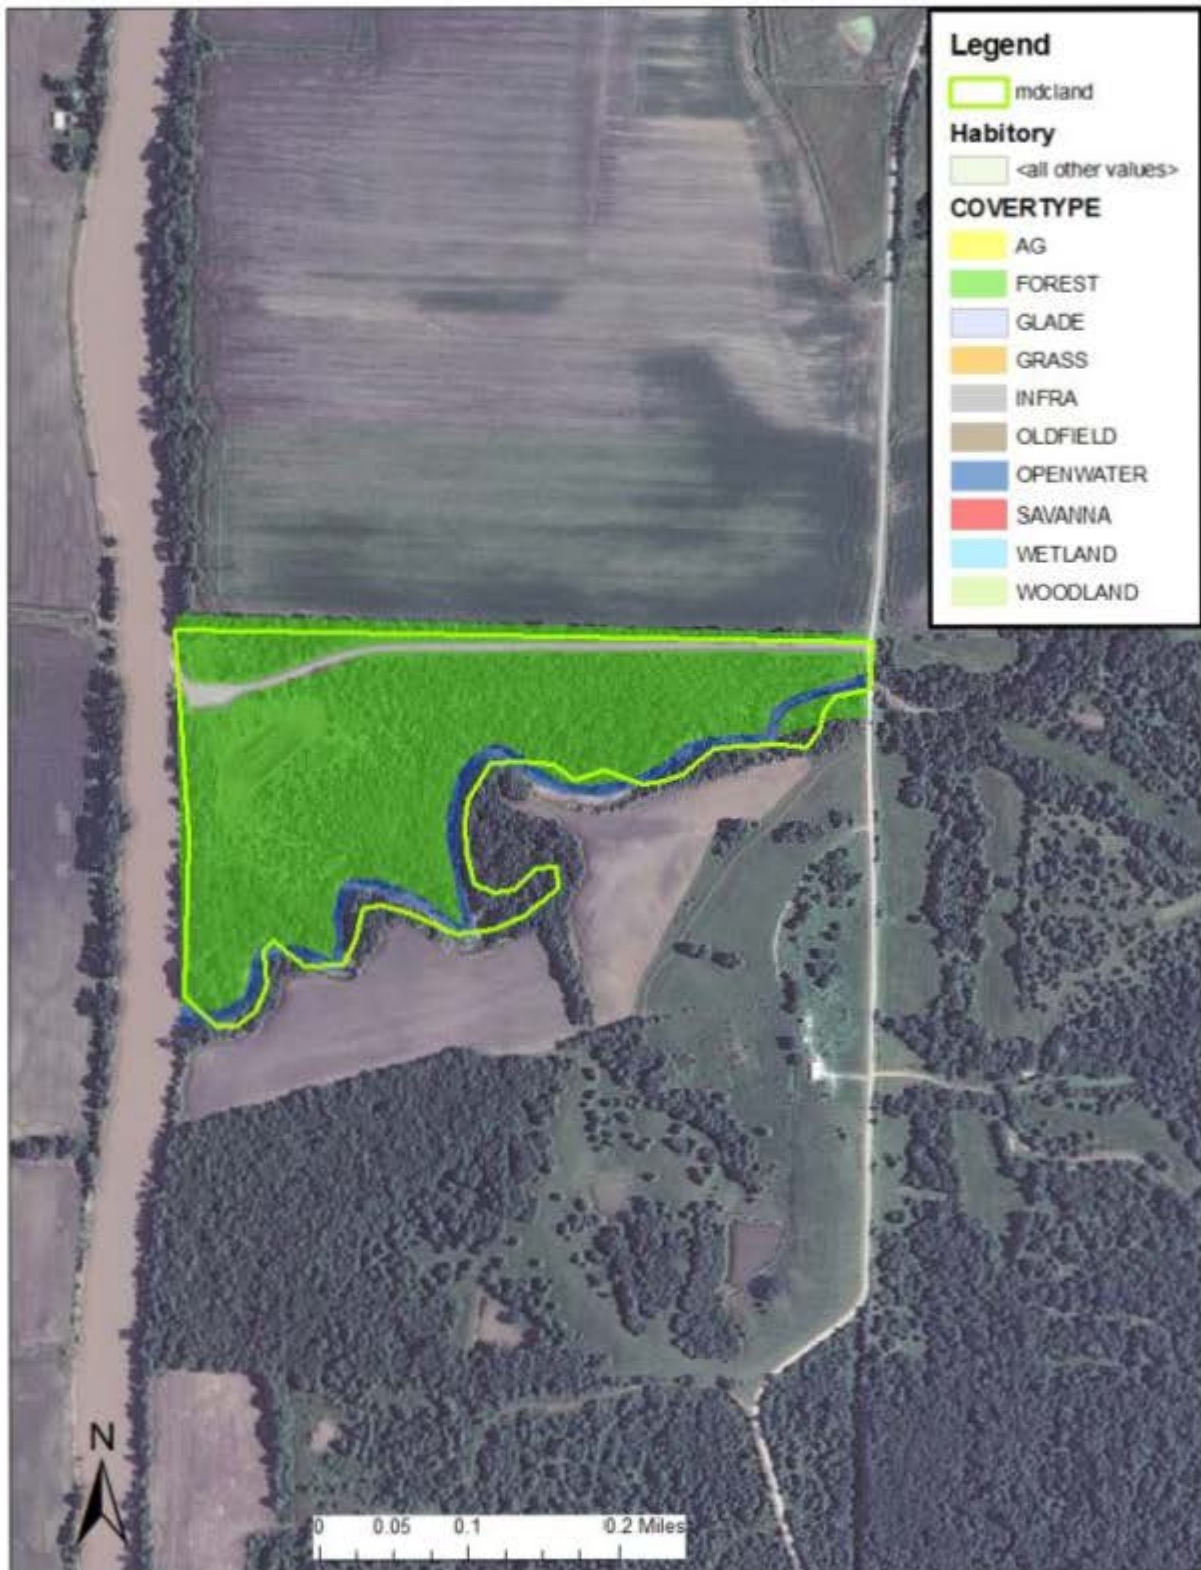 Legend
mdcland
Habitory
<all other values>
COVERTYPE
AG
FOREST
GLADE
GRASS
INFRA
OLDFIELD
OPENWATER
SAVANNA
WETLAND
WOODLAND
N
0 0.05 0.1 0.2 Miles